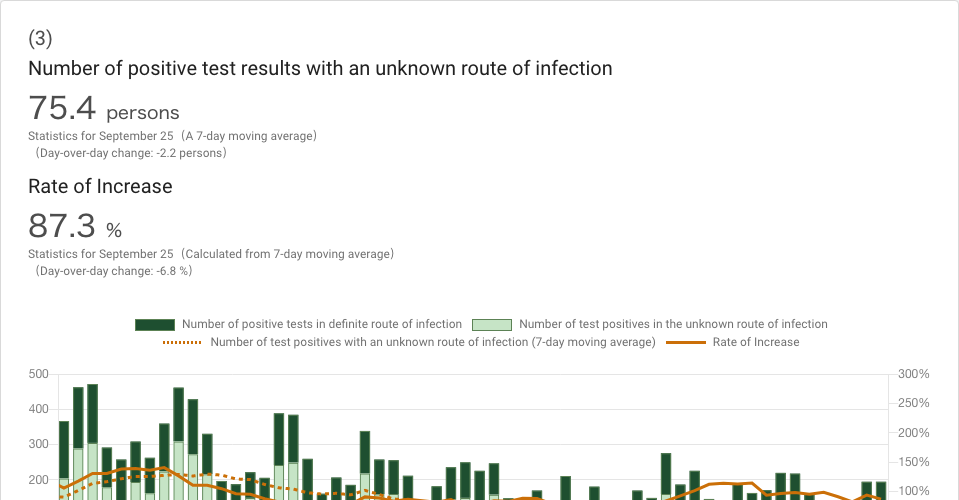 (3)
Number of positive test results with an unknown route of infection
75.4 persons
Statistics for September 25（A 7-day moving average）
（Day-over-day change: -2.2 persons）
Rate of Increase
87.3 %
Statistics for September 25（Calculated from 7-day moving average）
（Day-over-day change: -6.8 %）
Number of positive tests in definite route of infection Number of test positives in the unknown route of infection
Number of test positives with an unknown route of infection (7-day moving average) Rate of Increase
500 300%
400 250%
300 200%
200 150%
100%